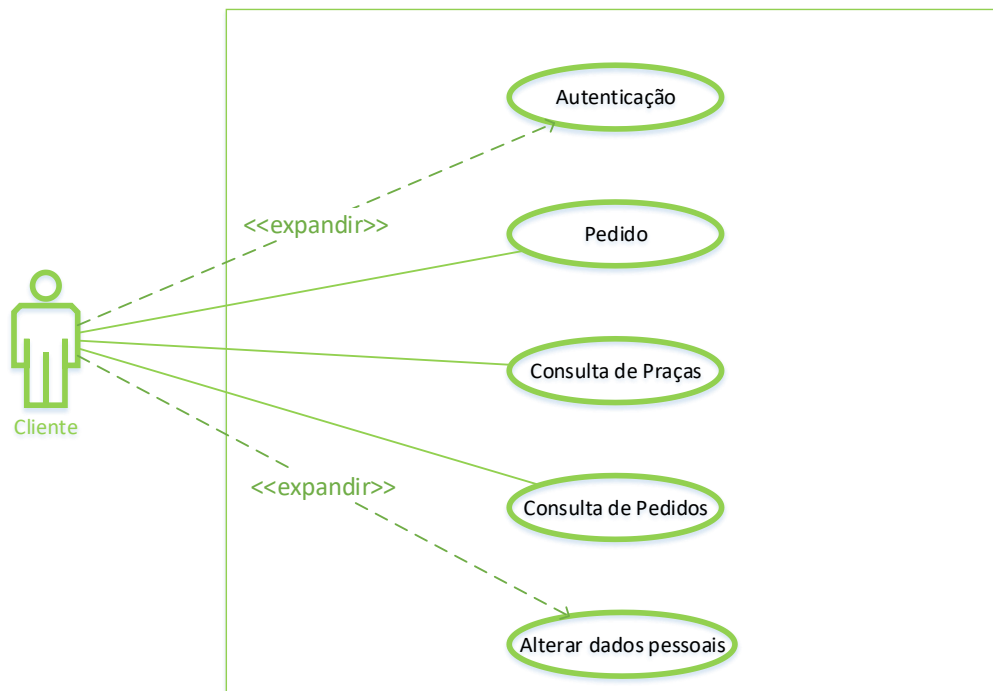 Autenticação
<<expandir>>
Pedido
Consulta de Praças
Cliente
<<expandir>>
Consulta de Pedidos
Alterar dados pessoais